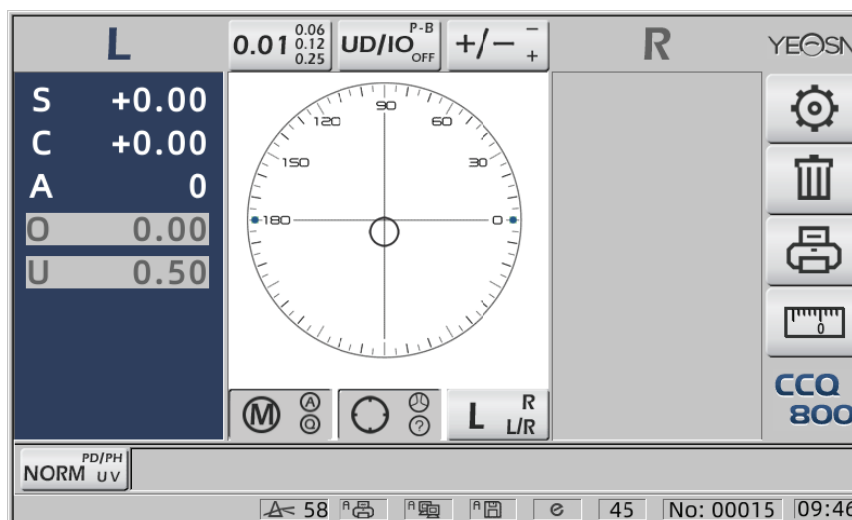 L
0.01 0.06 0.12 0.25
UD/IO P-B OFF
+/− − +
R
YEOSN
S +0.00
C +0.00
A 0
O 0.00
U 0.50
90
120
60
150
30
180
0
0
CCQ
800
M A Q
?
L R L/R
NORM PD/PH UV
58
A
A
A
e
45
No: 00015
09:46